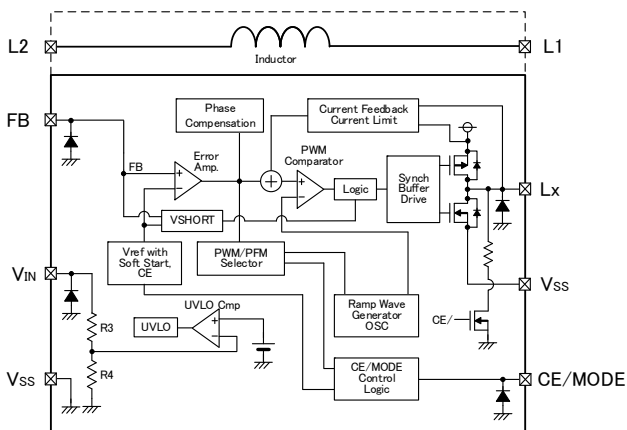 L2
L1
Inductor
FB
Phase
Compensation
Current Feedback
Current Limit
Error
Amp.
PWM
Comparator
FB
Logic
Synch
Buffer
Drive
Lx
VSHORT
Vref with
Soft Start,
CE
PWM/PFM
Selector
VIN
UVLO Cmp
Ramp Wave
Generator
OSC
VSS
R3
UVLO
CE/
R4
VSS
CE/MODE
Control
Logic
CE/MODE